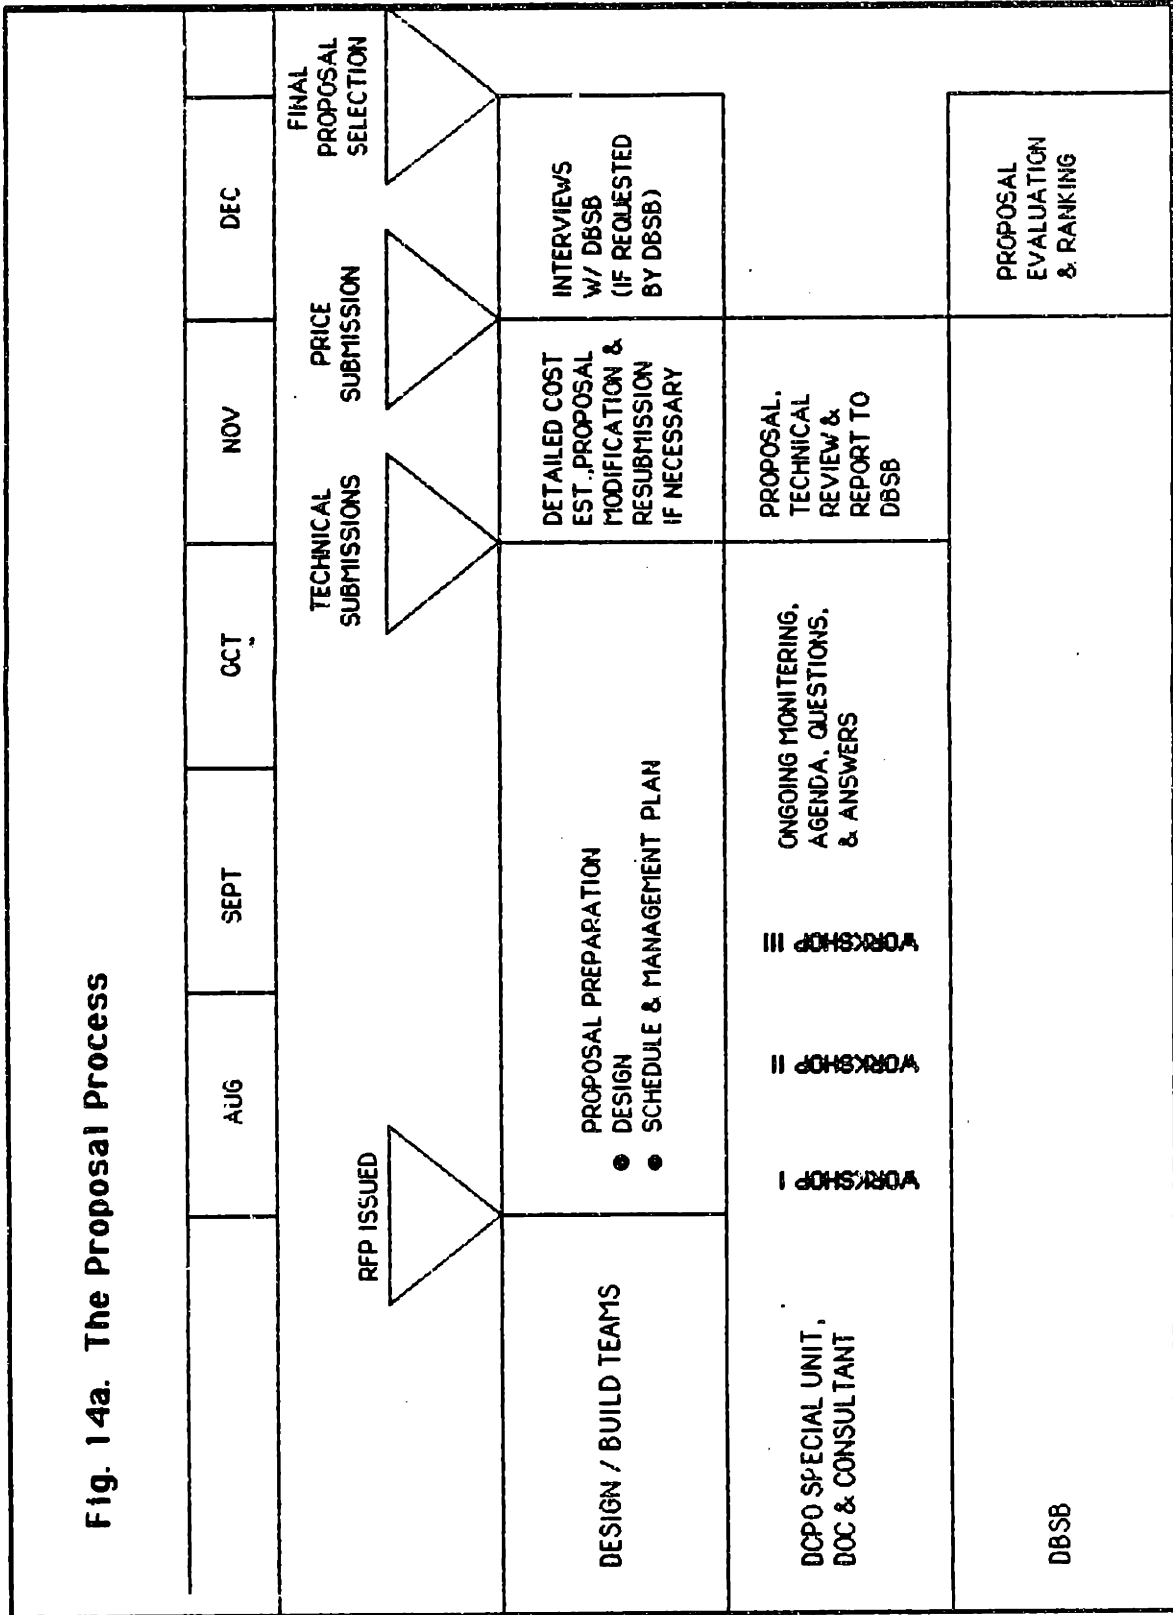 Fig. 14a. The Proposal Process
AUG
SEPT
OCT
NOV
DEC
RFP ISSUED
TECHNICAL
SUBMISSIONS
PRICE
SUBMISSION
FINAL
PROPOSAL
SELECTION
DESIGN / BUILD TEAMS
PROPOSAL PREPARATION
● DESIGN
● SCHEDULE & MANAGEMENT PLAN
DETAILED COST
EST.,PROPOSAL
MODIFICATION &
RESUBMISSION
IF NECESSARY
INTERVIEWS
W/ DBSB
(IF REQUESTED
BY DBSB)
DCPO SPECIAL UNIT,
DOC & CONSULTANT
WORKSHOP I
WORKSHOP II
WORKSHOP III
ONGOING MONITERING,
AGENDA, QUESTIONS,
& ANSWERS
PROPOSAL,
TECHNICAL
REVIEW &
REPORT TO
DBSB
DBSB
PROPOSAL
EVALUATION
& RANKING